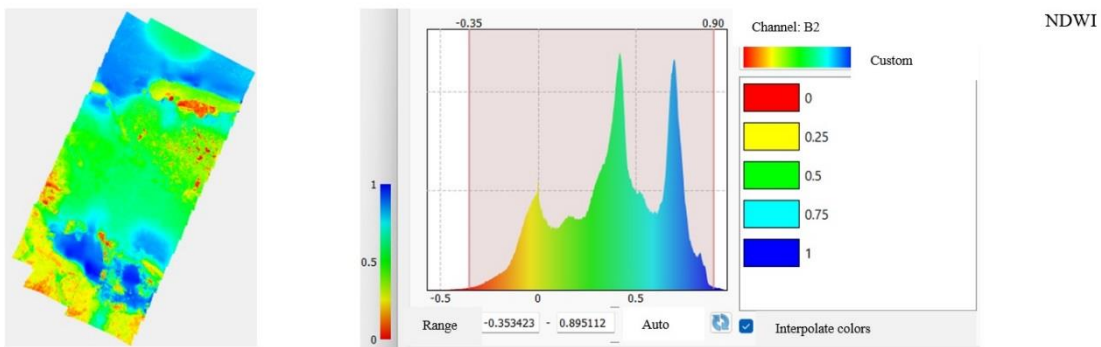 -0.35 0.90
NDWI
Channel: B2
Custom
0
0.25
0.5
0.75
1
1
0.5
0
-0.5 0 0.5
Range -0.353423 - 0.895112 Auto
Interpolate colors